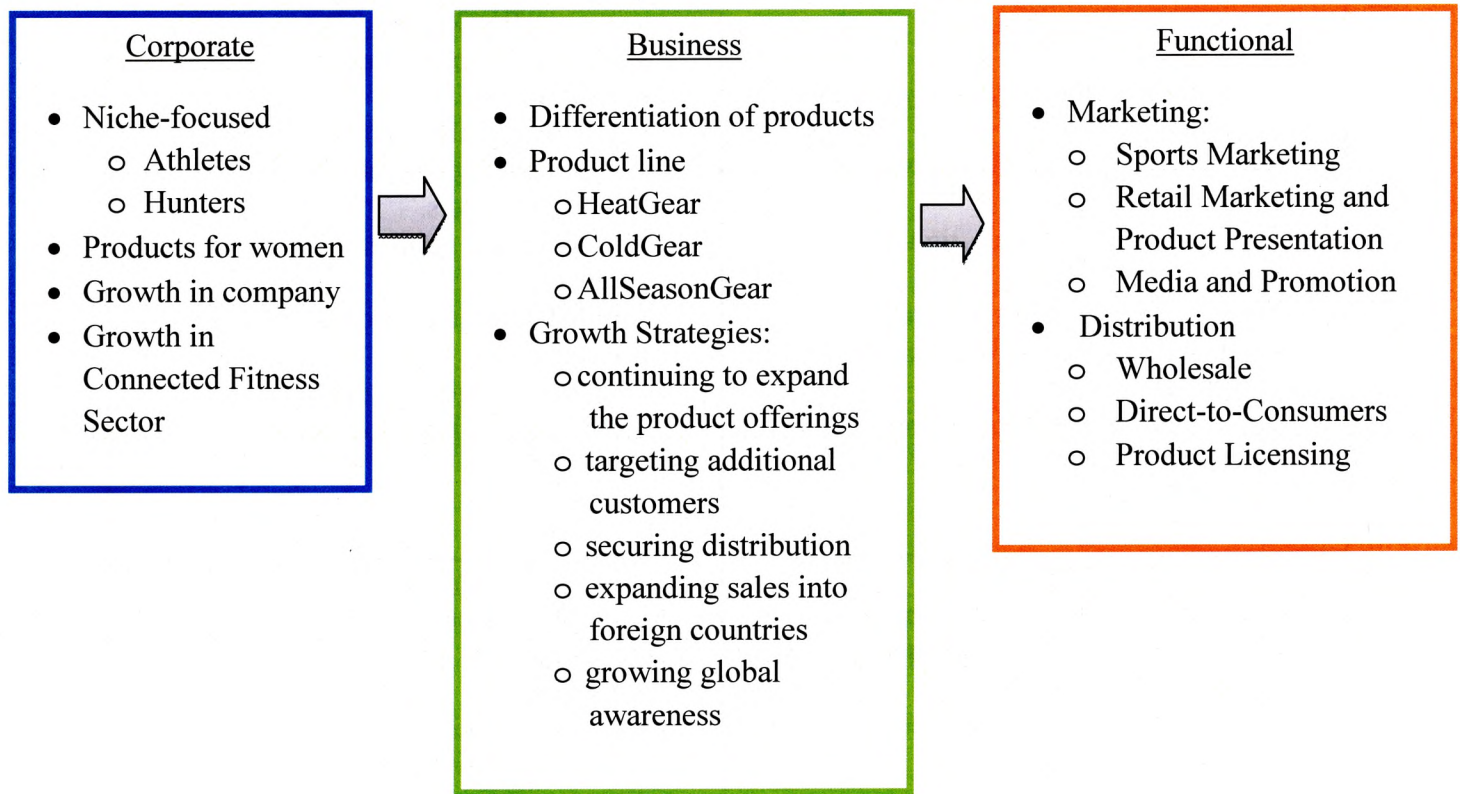 Corporate
• Niche-focused
o Athletes
o Hunters
• Products for women
• Growth in company
• Growth in
Connected Fitness
Sector
Business
• Differentiation of products
• Product line
o HeatGear
o ColdGear
o AllSeasonGear
• Growth Strategies:
o continuing to expand
the product offerings
o targeting additional
customers
o securing distribution
o expanding sales into
foreign countries
o growing global
awareness
Functional
• Marketing:
o Sports Marketing
o Retail Marketing and
Product Presentation
o Media and Promotion
• Distribution
o Wholesale
o Direct-to-Consumers
o Product Licensing